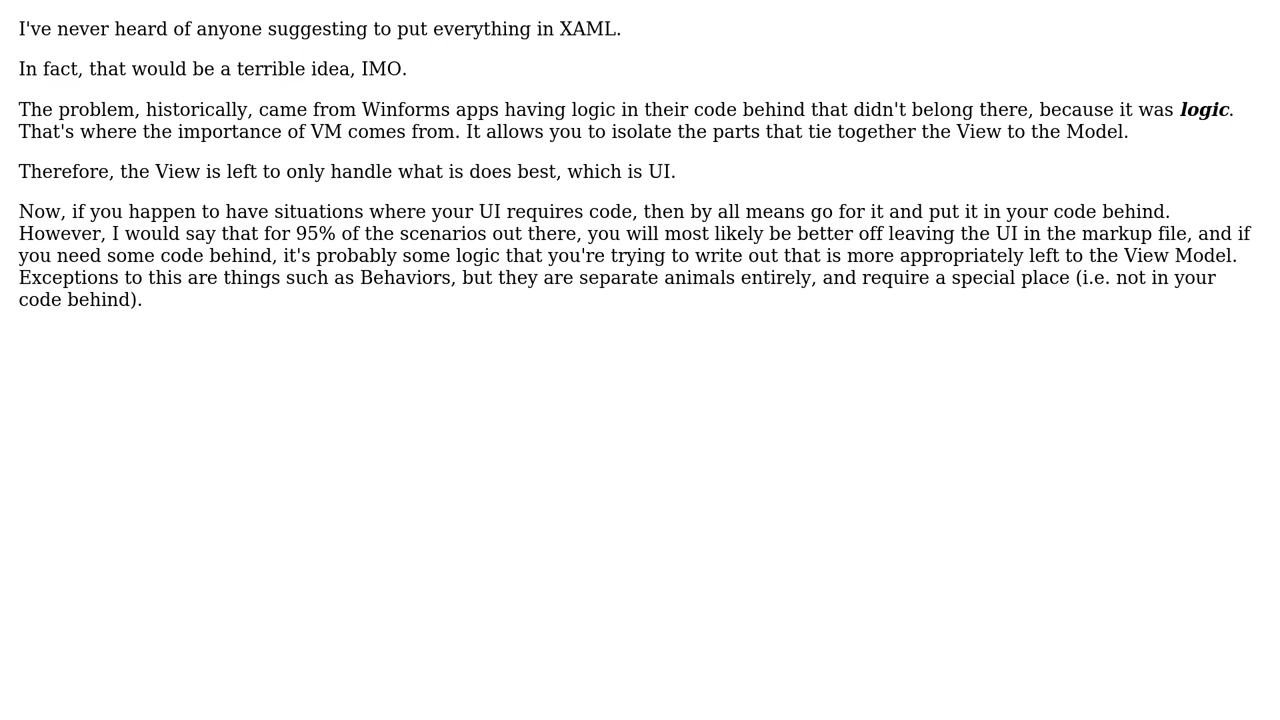 I've never heard of anyone suggesting to put everything in XAML.
In fact, that would be a terrible idea, IMO.
The problem, historically, came from Winforms apps having logic in their code behind that didn't belong there, because it was logic.
That's where the importance of VM comes from. It allows you to isolate the parts that tie together the View to the Model.
Therefore, the View is left to only handle what is does best, which is UI.
Now, if you happen to have situations where your UI requires code, then by all means go for it and put it in your code behind.
However, I would say that for 95% of the scenarios out there, you will most likely be better off leaving the UI in the markup file, and if
you need some code behind, it's probably some logic that you're trying to write out that is more appropriately left to the View Model.
Exceptions to this are things such as Behaviors, but they are separate animals entirely, and require a special place (i.e. not in your
code behind).